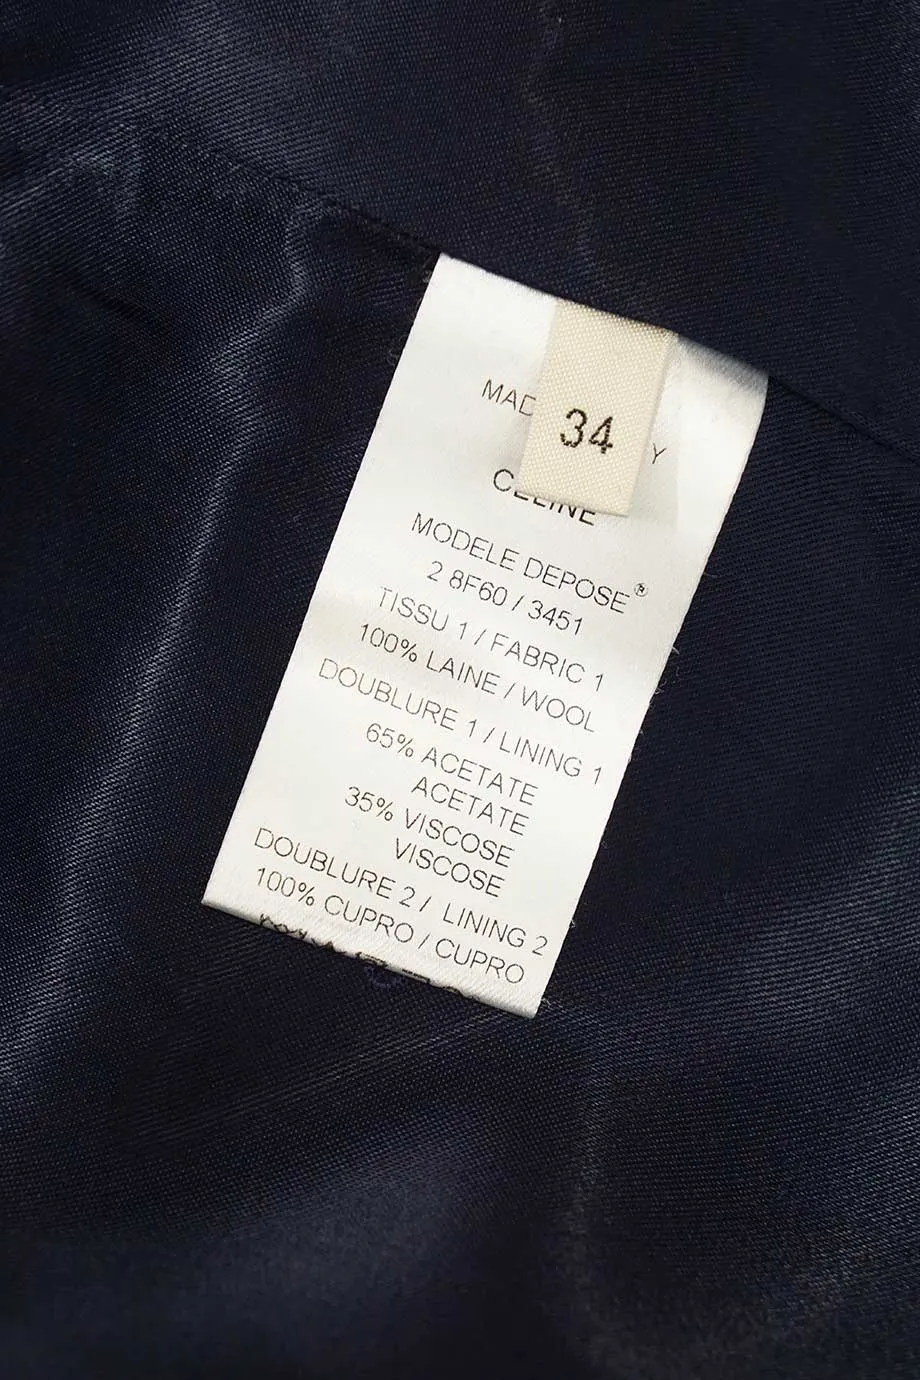 34
MAD Y
CELINE
MODELE DEPOSE®
2 8F60 / 3451
TISSU 1 / FABRIC 1
100% LAINE / WOOL
DOUBLURE 1 / LINING 1
65% ACETATE
ACETATE
35% VISCOSE
VISCOSE
DOUBLURE 2 / LINING 2
100% CUPRO / CUPRO